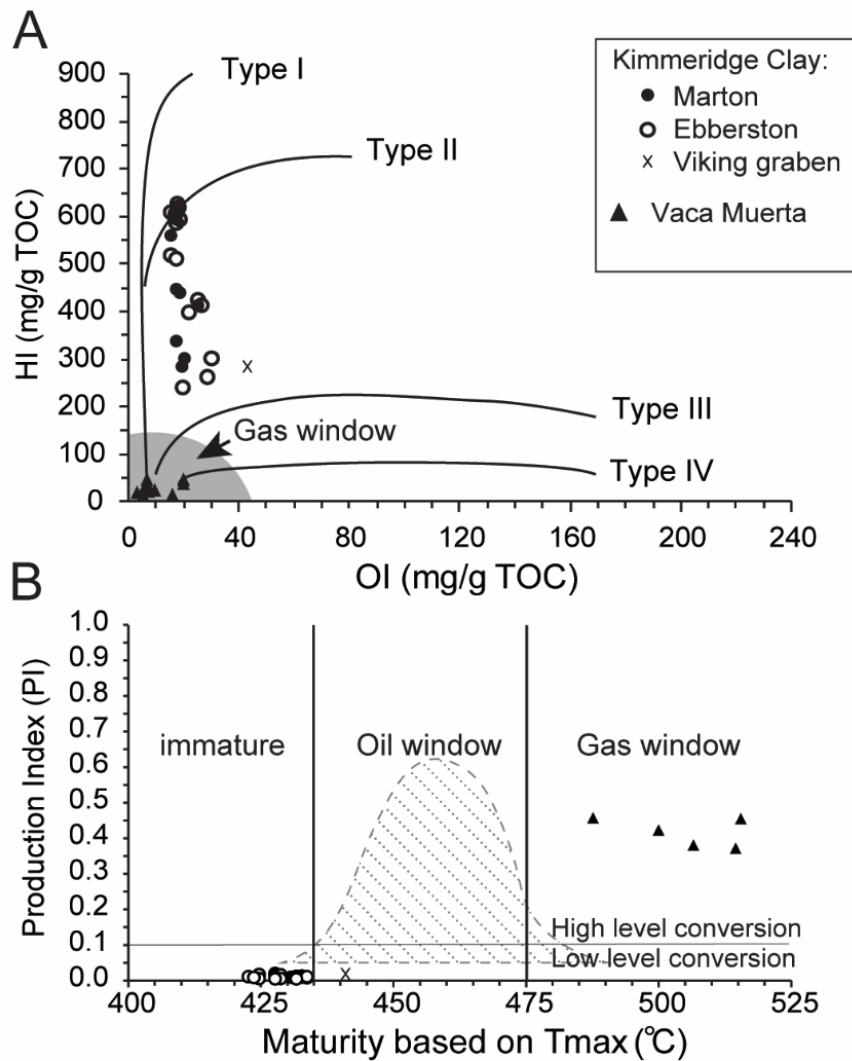 A
900
800
700
600
500
400
300
200
100
0
HI (mg/g TOC)
Type I
Type II
Type III
Type IV
Gas window
Kimmeridge Clay:
Marton
Ebberston
Viking graben
Vaca Muerta
0 40 80 120 160 200 240
OI (mg/g TOC)
B
1.0
0.9
0.8
0.7
0.6
0.5
0.4
0.3
0.2
0.1
0.0
Production Index (PI)
immature
Oil window
Gas window
High level conversion
Low level conversion
400 425 450 475 500 525
Maturity based on Tmax (℃)